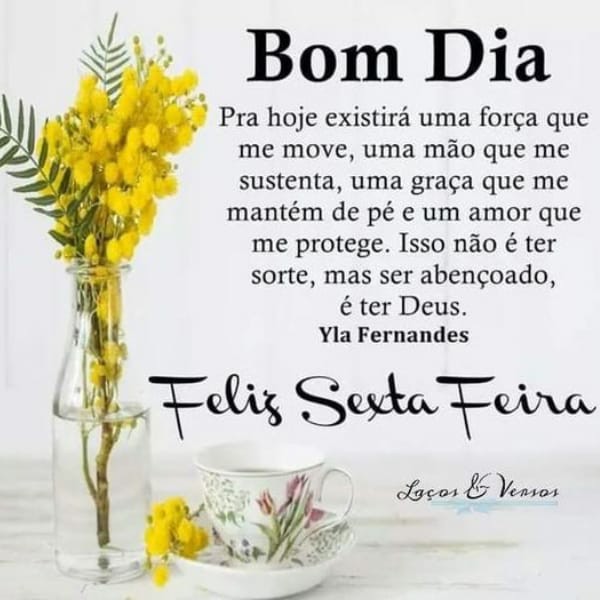 Bom Dia
Pra hoje existirá uma força que
me move, uma mão que me
sustenta, uma graça que me
mantém de pé e um amor que
me protege. Isso não é ter
sorte, mas ser abençoado,
é ter Deus.
Yla Fernandes
Feliz Sexta Feira
Laços & Versos